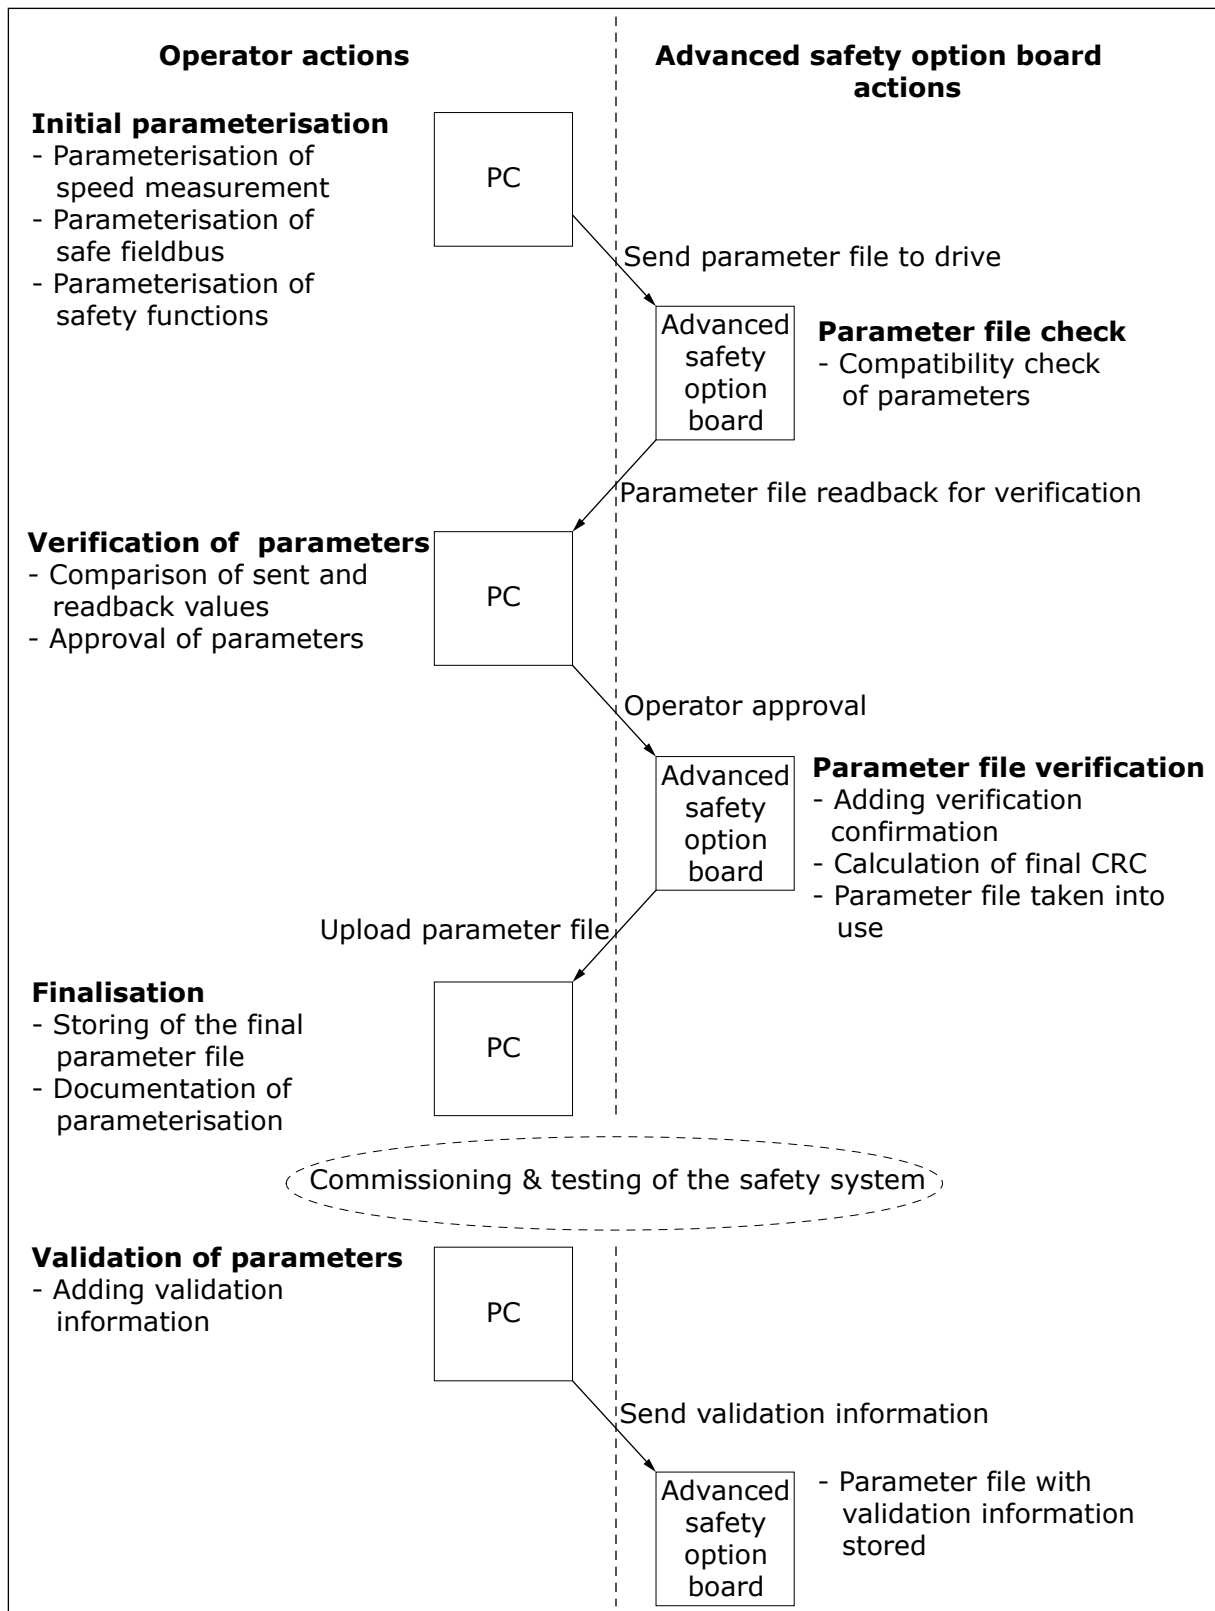 Operator actions
Advanced safety option board
actions
Initial parameterisation
- Parameterisation of
speed measurement
- Parameterisation of
safe fieldbus
- Parameterisation of
safety functions
PC
Send parameter file to drive
Advanced
safety
option
board
Parameter file check
- Compatibility check
of parameters
Parameter file readback for verification
Verification of  parameters
- Comparison of sent and
readback values
- Approval of parameters
PC
Operator approval
Advanced
safety
option
board
Parameter file verification
- Adding verification
confirmation
- Calculation of final CRC
- Parameter file taken into
use
Upload parameter file
Finalisation
- Storing of the final
parameter file
- Documentation of
parameterisation
PC
Commissioning & testing of the safety system
Validation of parameters
- Adding validation
information
PC
Send validation information
Advanced
safety
option
board
- Parameter file with
validation information
stored